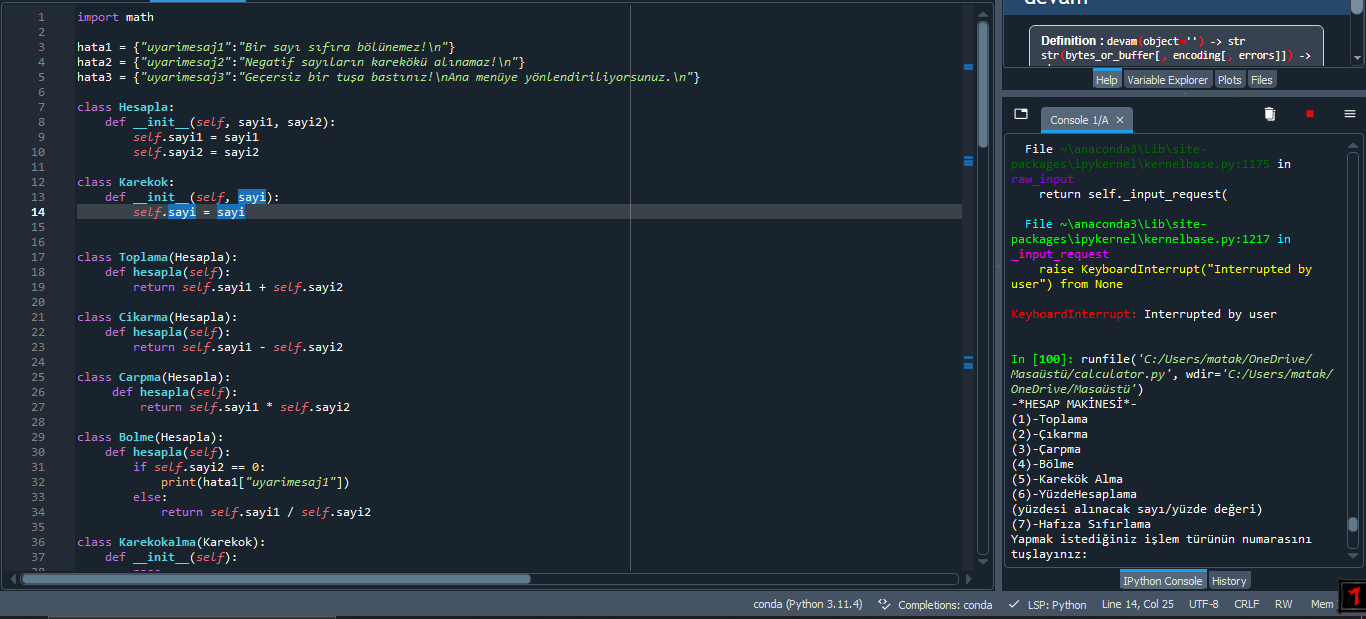 1 import math
2
3 hata1 = {"uyarimesaj1":"Bir sayı sıfıra bölünemez!\n"}
4 hata2 = {"uyarimesaj2":"Negatif sayıların karekökü alınamaz!\n"}
5 hata3 = {"uyarimesaj3":"Geçersiz bir tuşa bastınız!\nAna menüye yönlendiriliyorsunuz.\n"}
6
7 class Hesapla:
8     def __init__(self, sayi1, sayi2):
9         self.sayi1 = sayi1
10         self.sayi2 = sayi2
11
12 class Karekok:
13     def __init__(self, sayi):
14         self.sayi = sayi
15
16
17 class Toplama(Hesapla):
18     def hesapla(self):
19         return self.sayi1 + self.sayi2
20
21 class Cikarma(Hesapla):
22     def hesapla(self):
23         return self.sayi1 - self.sayi2
24
25 class Carpma(Hesapla):
26      def hesapla(self):
27          return self.sayi1 * self.sayi2
28
29 class Bolme(Hesapla):
30     def hesapla(self):
31         if self.sayi2 == 0:
32             print(hata1["uyarimesaj1"])
33         else:
34             return self.sayi1 / self.sayi2
35
36 class Karekokalma(Karekok):
37     def __init__(self):
devam
Definition : devam(object='') -> str
str(bytes_or_buffer[, encoding[, errors]]) ->
Help Variable Explorer Plots Files
Console 1/A ×
File ~\anaconda3\Lib\site-
packages\ipykernel\kernelbase.py:1175 in
raw_input
return self._input_request(
File ~\anaconda3\Lib\site-
packages\ipykernel\kernelbase.py:1217 in
_input_request
raise KeyboardInterrupt("Interrupted by
user") from None
KeyboardInterrupt: Interrupted by user
In [100]: runfile('C:/Users/matak/OneDrive/
Masaüstü/calculator.py', wdir='C:/Users/matak/
OneDrive/Masaüstü')
-*HESAP MAKİNESİ*-
(1)-Toplama
(2)-Çıkarma
(3)-Çarpma
(4)-Bölme
(5)-Karekök Alma
(6)-YüzdeHesaplama
(yüzdesi alınacak sayı/yüzde değeri)
(7)-Hafıza Sıfırlama
Yapmak istediğiniz işlem türünün numarasını
tuşlayınız:
IPython Console History
conda (Python 3.11.4) Completions: conda ✓ LSP: Python Line 14, Col 25 UTF-8 CRLF RW Mem